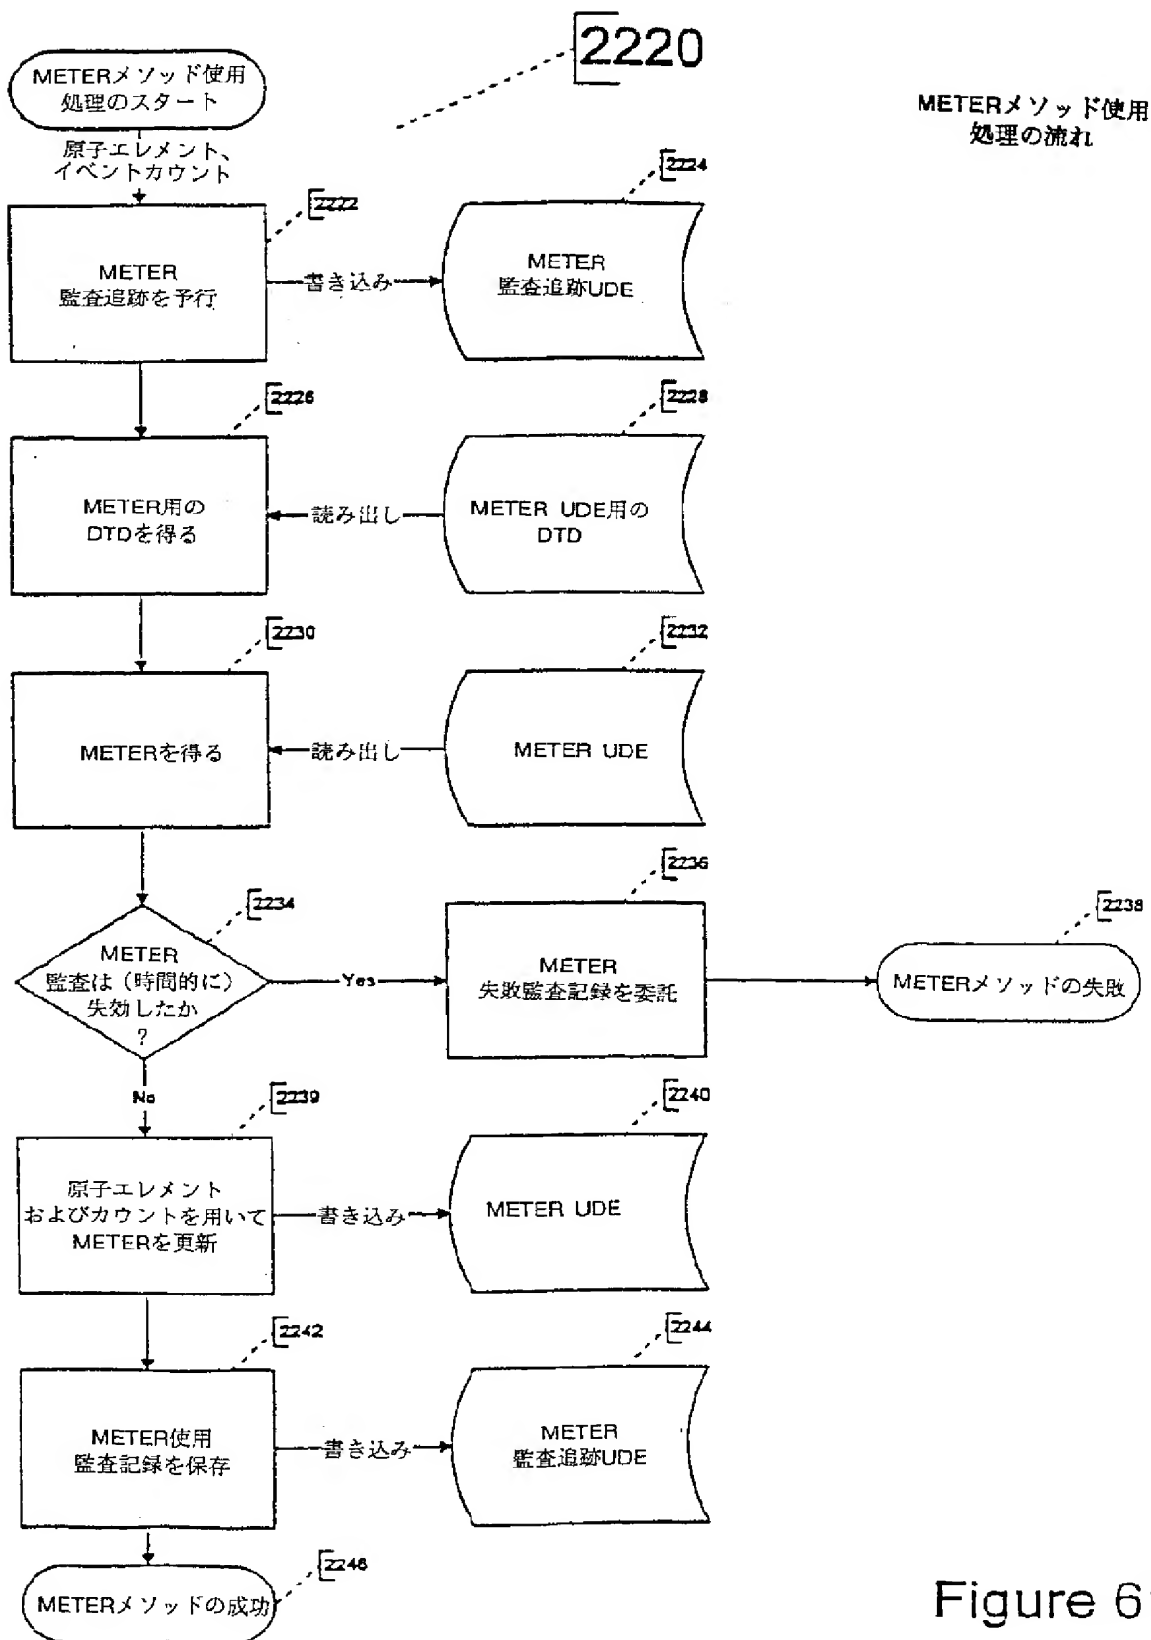 2220
METERメソッド使用
処理の流れ
METERメソッド使用
処理のスタート
原子エレメント、
イベントカウント
2222
METER
監査追跡を予行
書き込み
2224
METER
監査追跡UDE
2226
METER用の
DTDを得る
読み出し
2228
METER UDE用の
DTD
2230
METERを得る
読み出し
2232
METER UDE
2234
METER
監査は(時間的に)
失効したか
?
Yes
2236
METER
失敗監査記録を委託
2238
METERメソッドの失敗
No
2239
原子エレメント
およびカウントを用いて
METERを更新
書き込み
2240
METER UDE
2242
METER使用
監査記録を保存
書き込み
2244
METER
監査追跡UDE
2246
METERメソッドの成功
Figure 6